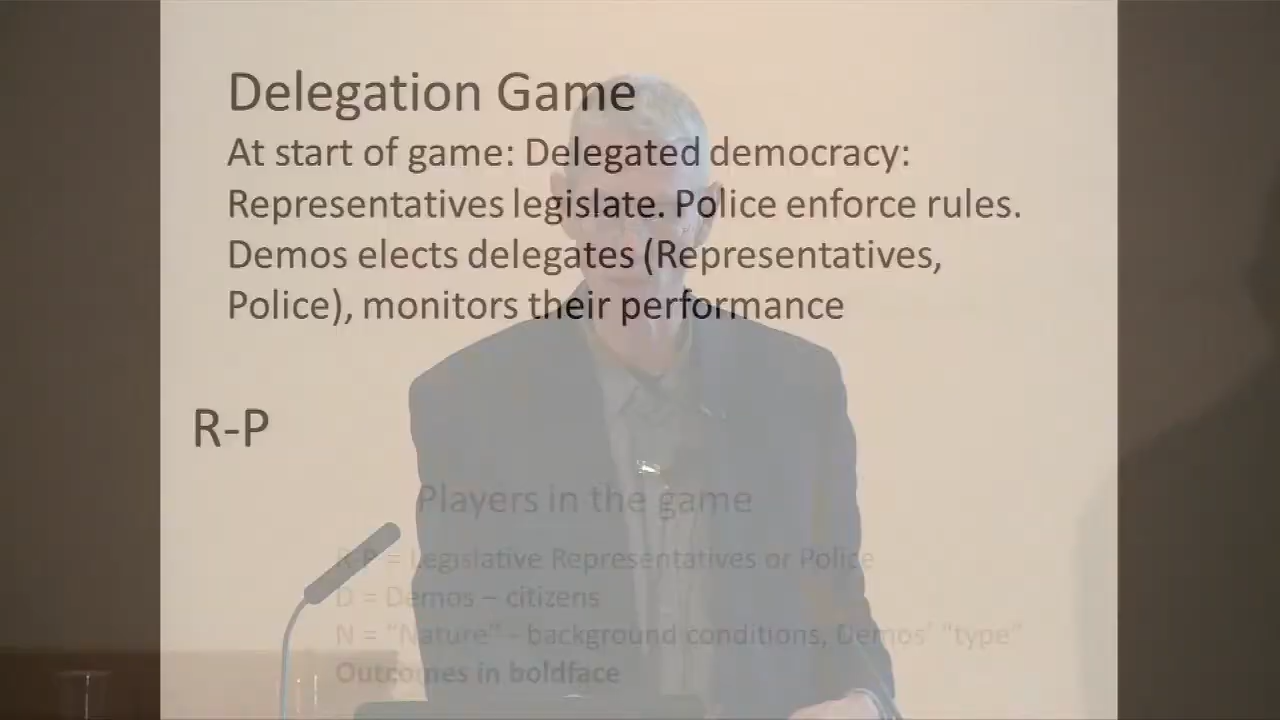 Delegation Game
At start of game: Delegated democracy:
Representatives legislate. Police enforce rules.
Demos elects delegates (Representatives,
Police), monitors their performance
R-P
Players in the game
R-P = Legislative Representatives or Police
D = Demos – citizens
N = "Nature" - background conditions, Demos' "type"
Outcomes in boldface